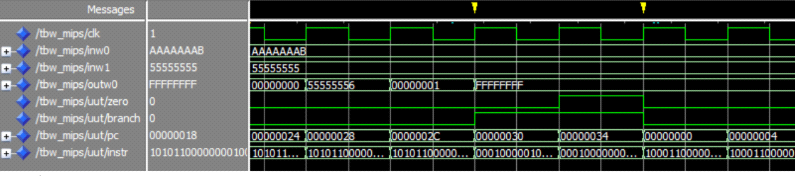 Messages
/tbw_mips/clk 1
/tbw_mips/inw0 AAAAAAAB AAAAAAAB
/tbw_mips/inw1 55555555 55555555
/tbw_mips/outw0 FFFFFFFF 00000000 55555556 00000001 FFFFFFFF
/tbw_mips/uut/zero 0
/tbw_mips/uut/branch 0
/tbw_mips/uut/pc 00000018 00000024 00000028 0000002C 00000030 00000034 00000000 00000004
/tbw_mips/uut/instr 1010110000000100 101011... 10101100000... 10101100000... 000100000010... 00010000000... 10001100000... 10001100000...